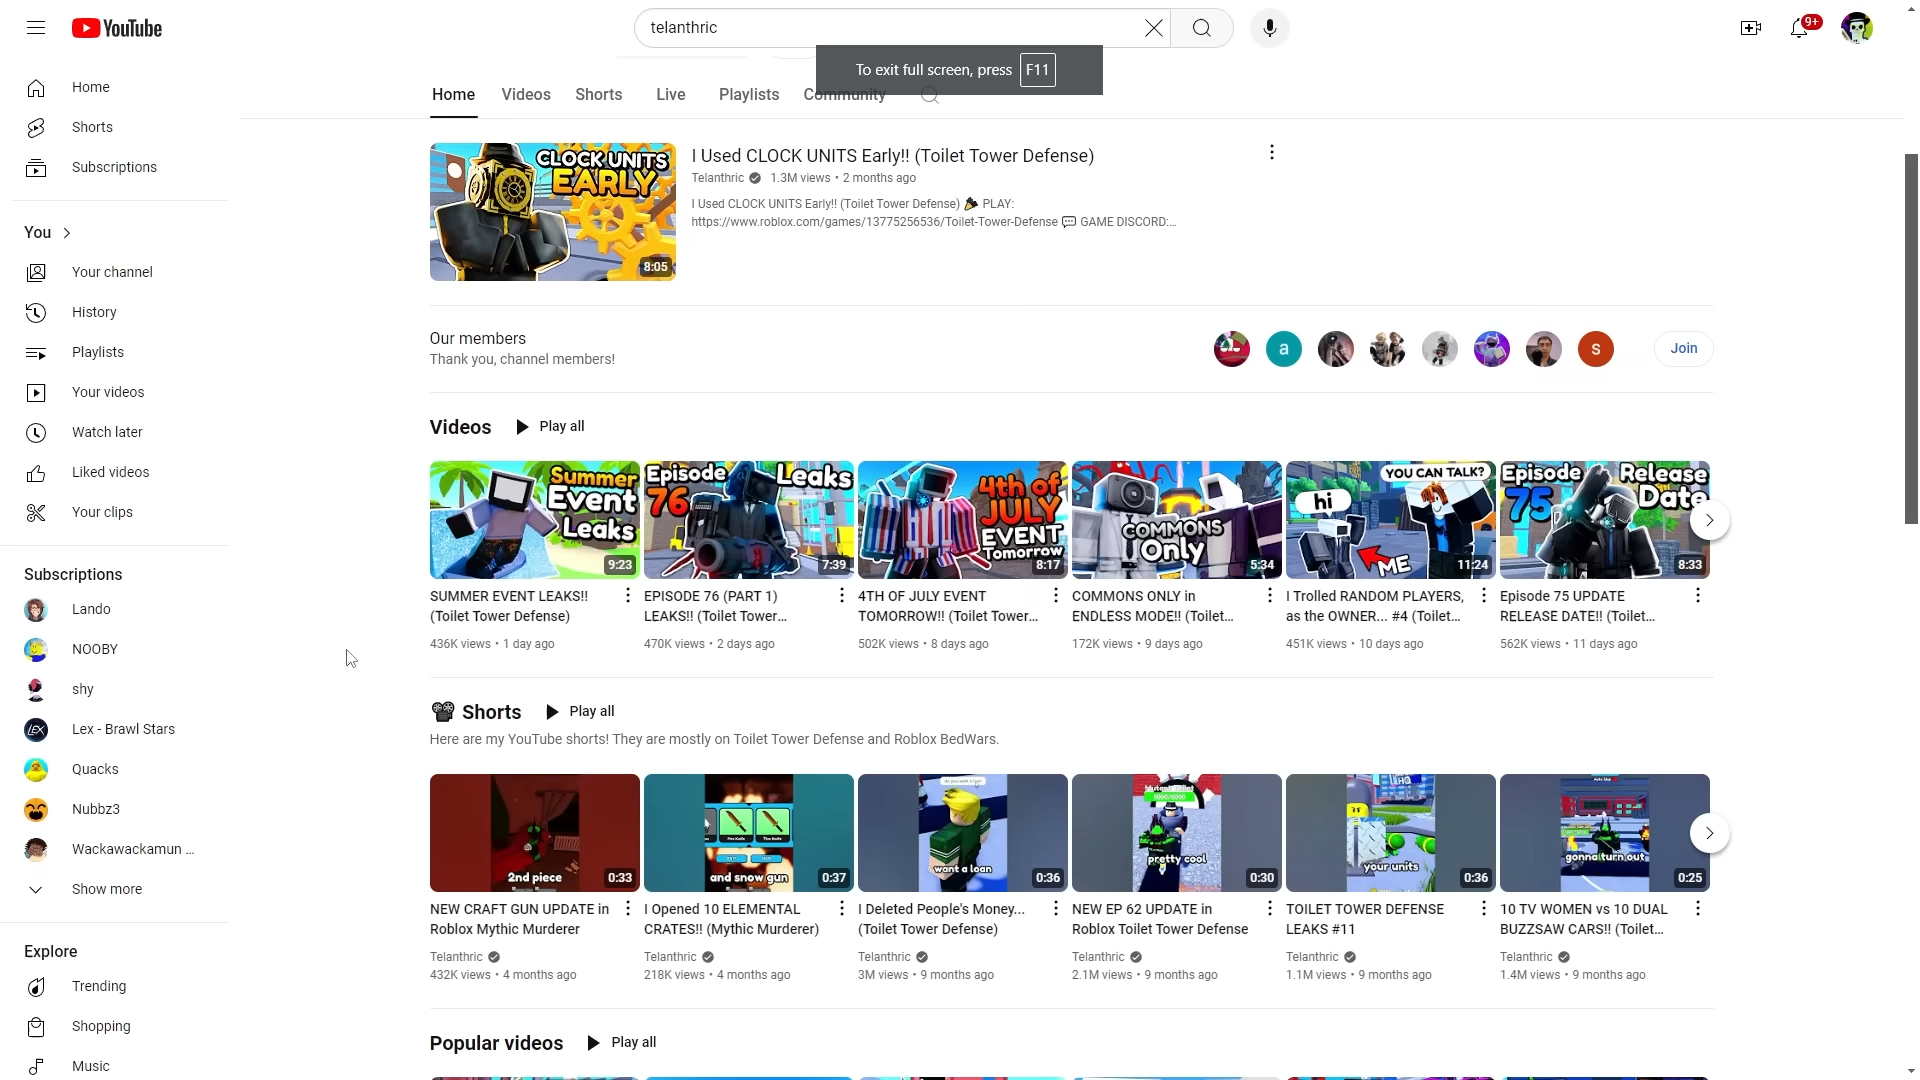 YouTube
telanthric
9+
To exit full screen, press F11
Home
Videos
Shorts
Live
Playlists
Community
Home
Shorts
Subscriptions
You
Your channel
History
Playlists
Your videos
Watch later
Liked videos
Your clips
Subscriptions
Lando
NOOBY
shy
LEX
Lex - Brawl Stars
Quacks
Nubbz3
Wackawackamun ...
Show more
Explore
Trending
Shopping
Music
CLOCK UNITS
EARLY
8:05
I Used CLOCK UNITS Early!! (Toilet Tower Defense)
Telanthric 1.3M views • 2 months ago
I Used CLOCK UNITS Early!! (Toilet Tower Defense) 🎉 PLAY:
https://www.roblox.com/games/13775256536/Toilet-Tower-Defense 💬 GAME DISCORD:...
Our members
Thank you, channel members!
a
s
Join
Videos
Play all
Summer
Event
Leaks
9:23
SUMMER EVENT LEAKS!!
(Toilet Tower Defense)
436K views • 1 day ago
Episode
76
Leaks
7:39
EPISODE 76 (PART 1)
LEAKS!! (Toilet Tower...
470K views • 2 days ago
4th of
JULY
EVENT
Tomorrow
8:17
4TH OF JULY EVENT
TOMORROW!! (Toilet Tower...
502K views • 8 days ago
COMMONS
Only
5:34
COMMONS ONLY in
ENDLESS MODE!! (Toilet...
172K views • 9 days ago
YOU CAN TALK?
hi
ME
11:24
I Trolled RANDOM PLAYERS,
as the OWNER... #4 (Toilet...
451K views • 10 days ago
Episode
75
Release
Date
8:33
Episode 75 UPDATE
RELEASE DATE!! (Toilet...
562K views • 11 days ago
Shorts
Play all
Here are my YouTube shorts! They are mostly on Toilet Tower Defense and Roblox BedWars.
2nd piece
0:33
NEW CRAFT GUN UPDATE in
Roblox Mythic Murderer
Telanthric
432K views • 4 months ago
and snow gun
0:37
I Opened 10 ELEMENTAL
CRATES!! (Mythic Murderer)
Telanthric
218K views • 4 months ago
want a loan
0:36
I Deleted People's Money...
(Toilet Tower Defense)
Telanthric
3M views • 9 months ago
Mutant Toilet
pretty cool
0:30
NEW EP 62 UPDATE in
Roblox Toilet Tower Defense
Telanthric
2.1M views • 9 months ago
HQ
your units
0:36
TOILET TOWER DEFENSE
LEAKS #11
Telanthric
1.1M views • 9 months ago
gonna turn out
0:25
10 TV WOMEN vs 10 DUAL
BUZZSAW CARS!! (Toilet...
Telanthric
1.4M views • 9 months ago
Popular videos
Play all